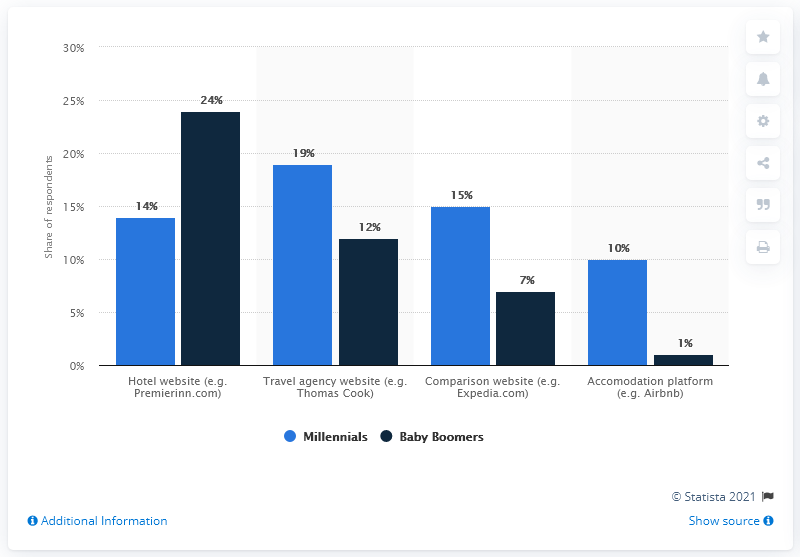 30%
25%
20%
15%
10%
5%
0%
Share of respondents
14%
24%
19%
12%
15%
7%
10%
1%
Hotel website (e.g.
Premierinn.com)
Travel agency website (e.g.
Thomas Cook)
Comparison website (e.g.
Expedia.com)
Accomodation platform
(e.g. Airbnb)
Millennials
Baby Boomers
© Statista 2021
Additional Information
Show source